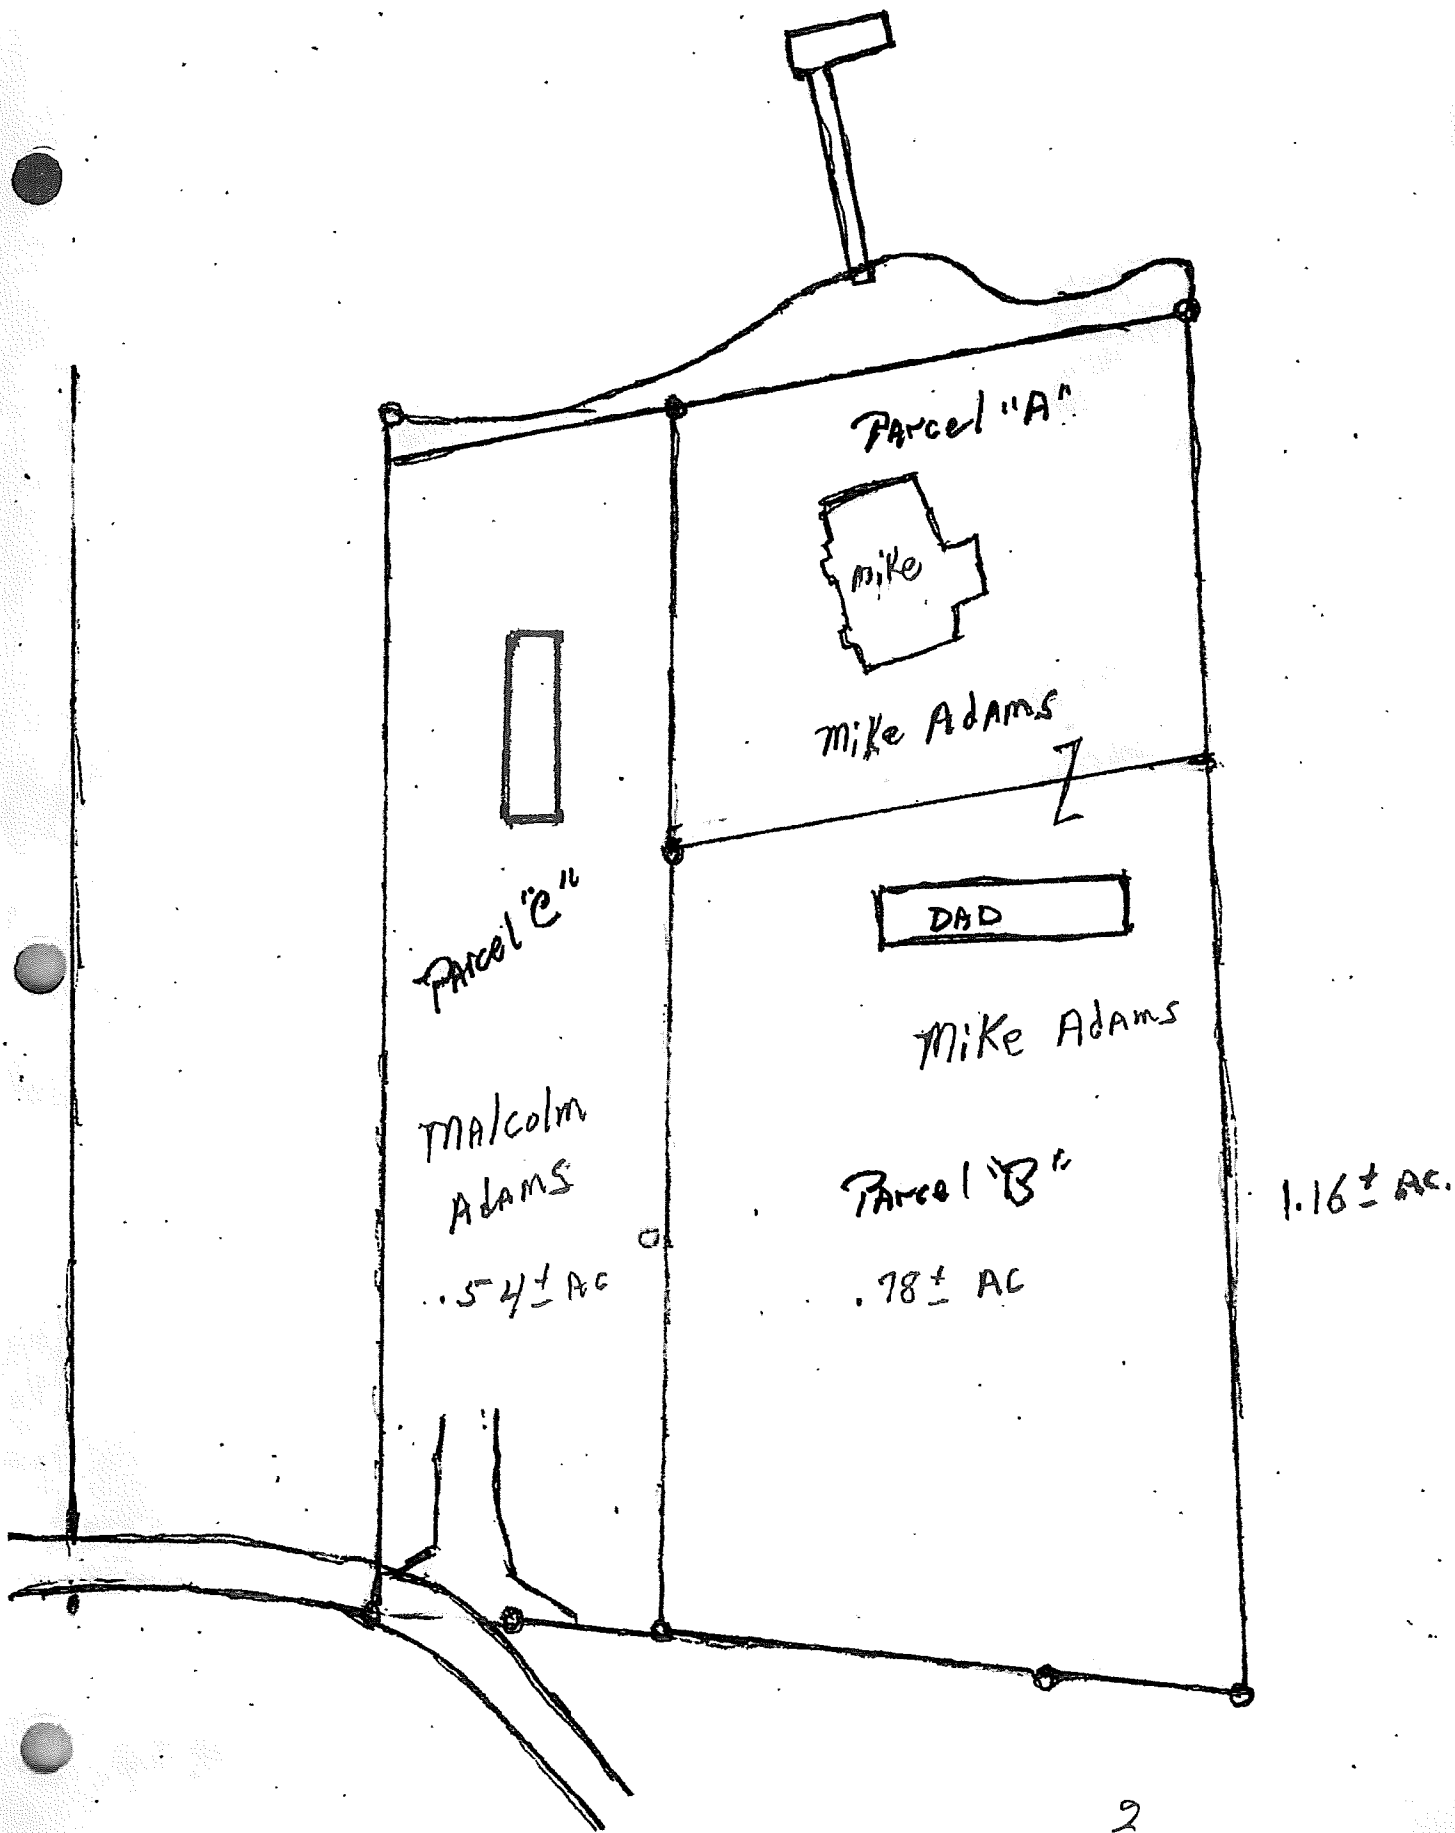 Parcel "A"
mike
Mike Adams
DAD
Mike Adams
Parcel "B"
.78 ± AC
1.16 ± AC.
Parcel "C"
Malcolm
Adams
.54 ± AC
2